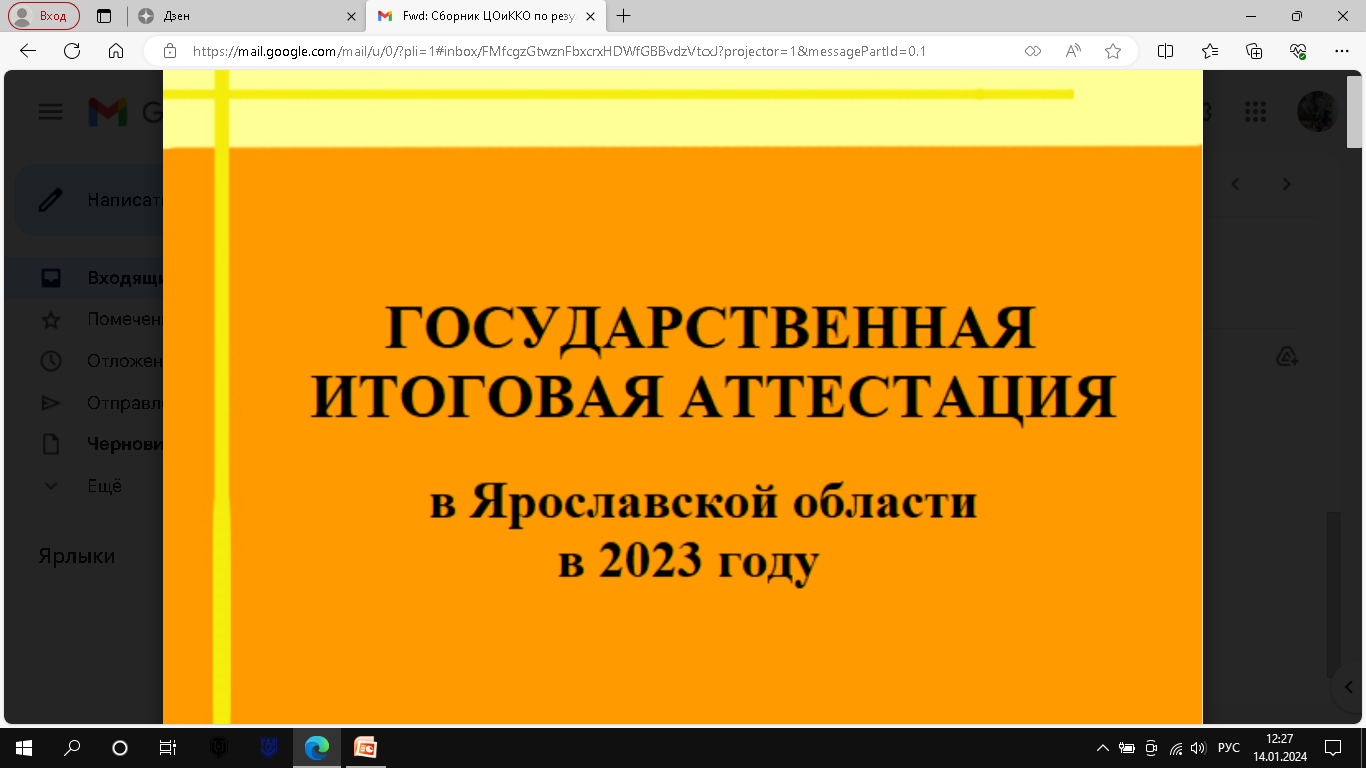 Вход
Дзен
Fwd: Сборник ЦОиККО по резу
https://mail.google.com/mail/u/0/?pli=1#inbox/FMfcgzGtwznFbxcrxHDWfGBBvdzVtcxJ?projector=1&messagePartId=0.1
Написать
Входящи
Помечен
Отложен
Отправл
Чернови
Ещё
Ярлыки
ГОСУДАРСТВЕННАЯ
ИТОГОВАЯ АТТЕСТАЦИЯ
в Ярославской области
в 2023 году
РУС
12:27
14.01.2024